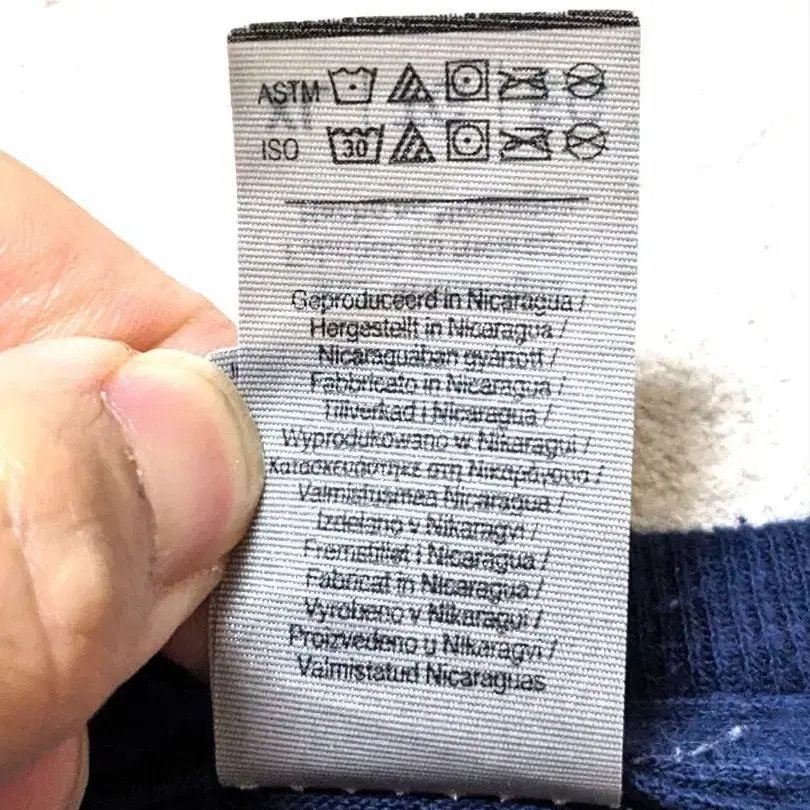 ASTM
ISO 30
Geproduceerd in Nicaragua /
Hergestellt in Nicaragua /
Nicaraguában gyártott /
Fabbricato in Nicaragua /
Tillverkad i Nicaragua /
Wyprodukowano w Nikaragui /
Κατασκευάστηκε στη Νικαράγουα /
Valmistusmaa Nicaragua /
Izdelano v Nikaragvi /
Fremstillet i Nicaragua /
Fabricat în Nicaragua /
Vyrobeno v Nikaragui /
Proizvedeno u Nikaragvi /
Valmistatud Nicaraguas